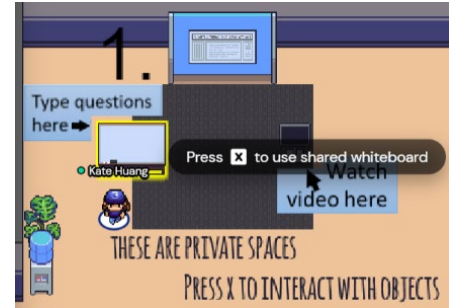 1.
Type questions
here
Press X to use shared whiteboard
Kate Huang
Watch
video here
THESE ARE PRIVATE SPACES
PRESS X TO INTERACT WITH OBJECTS